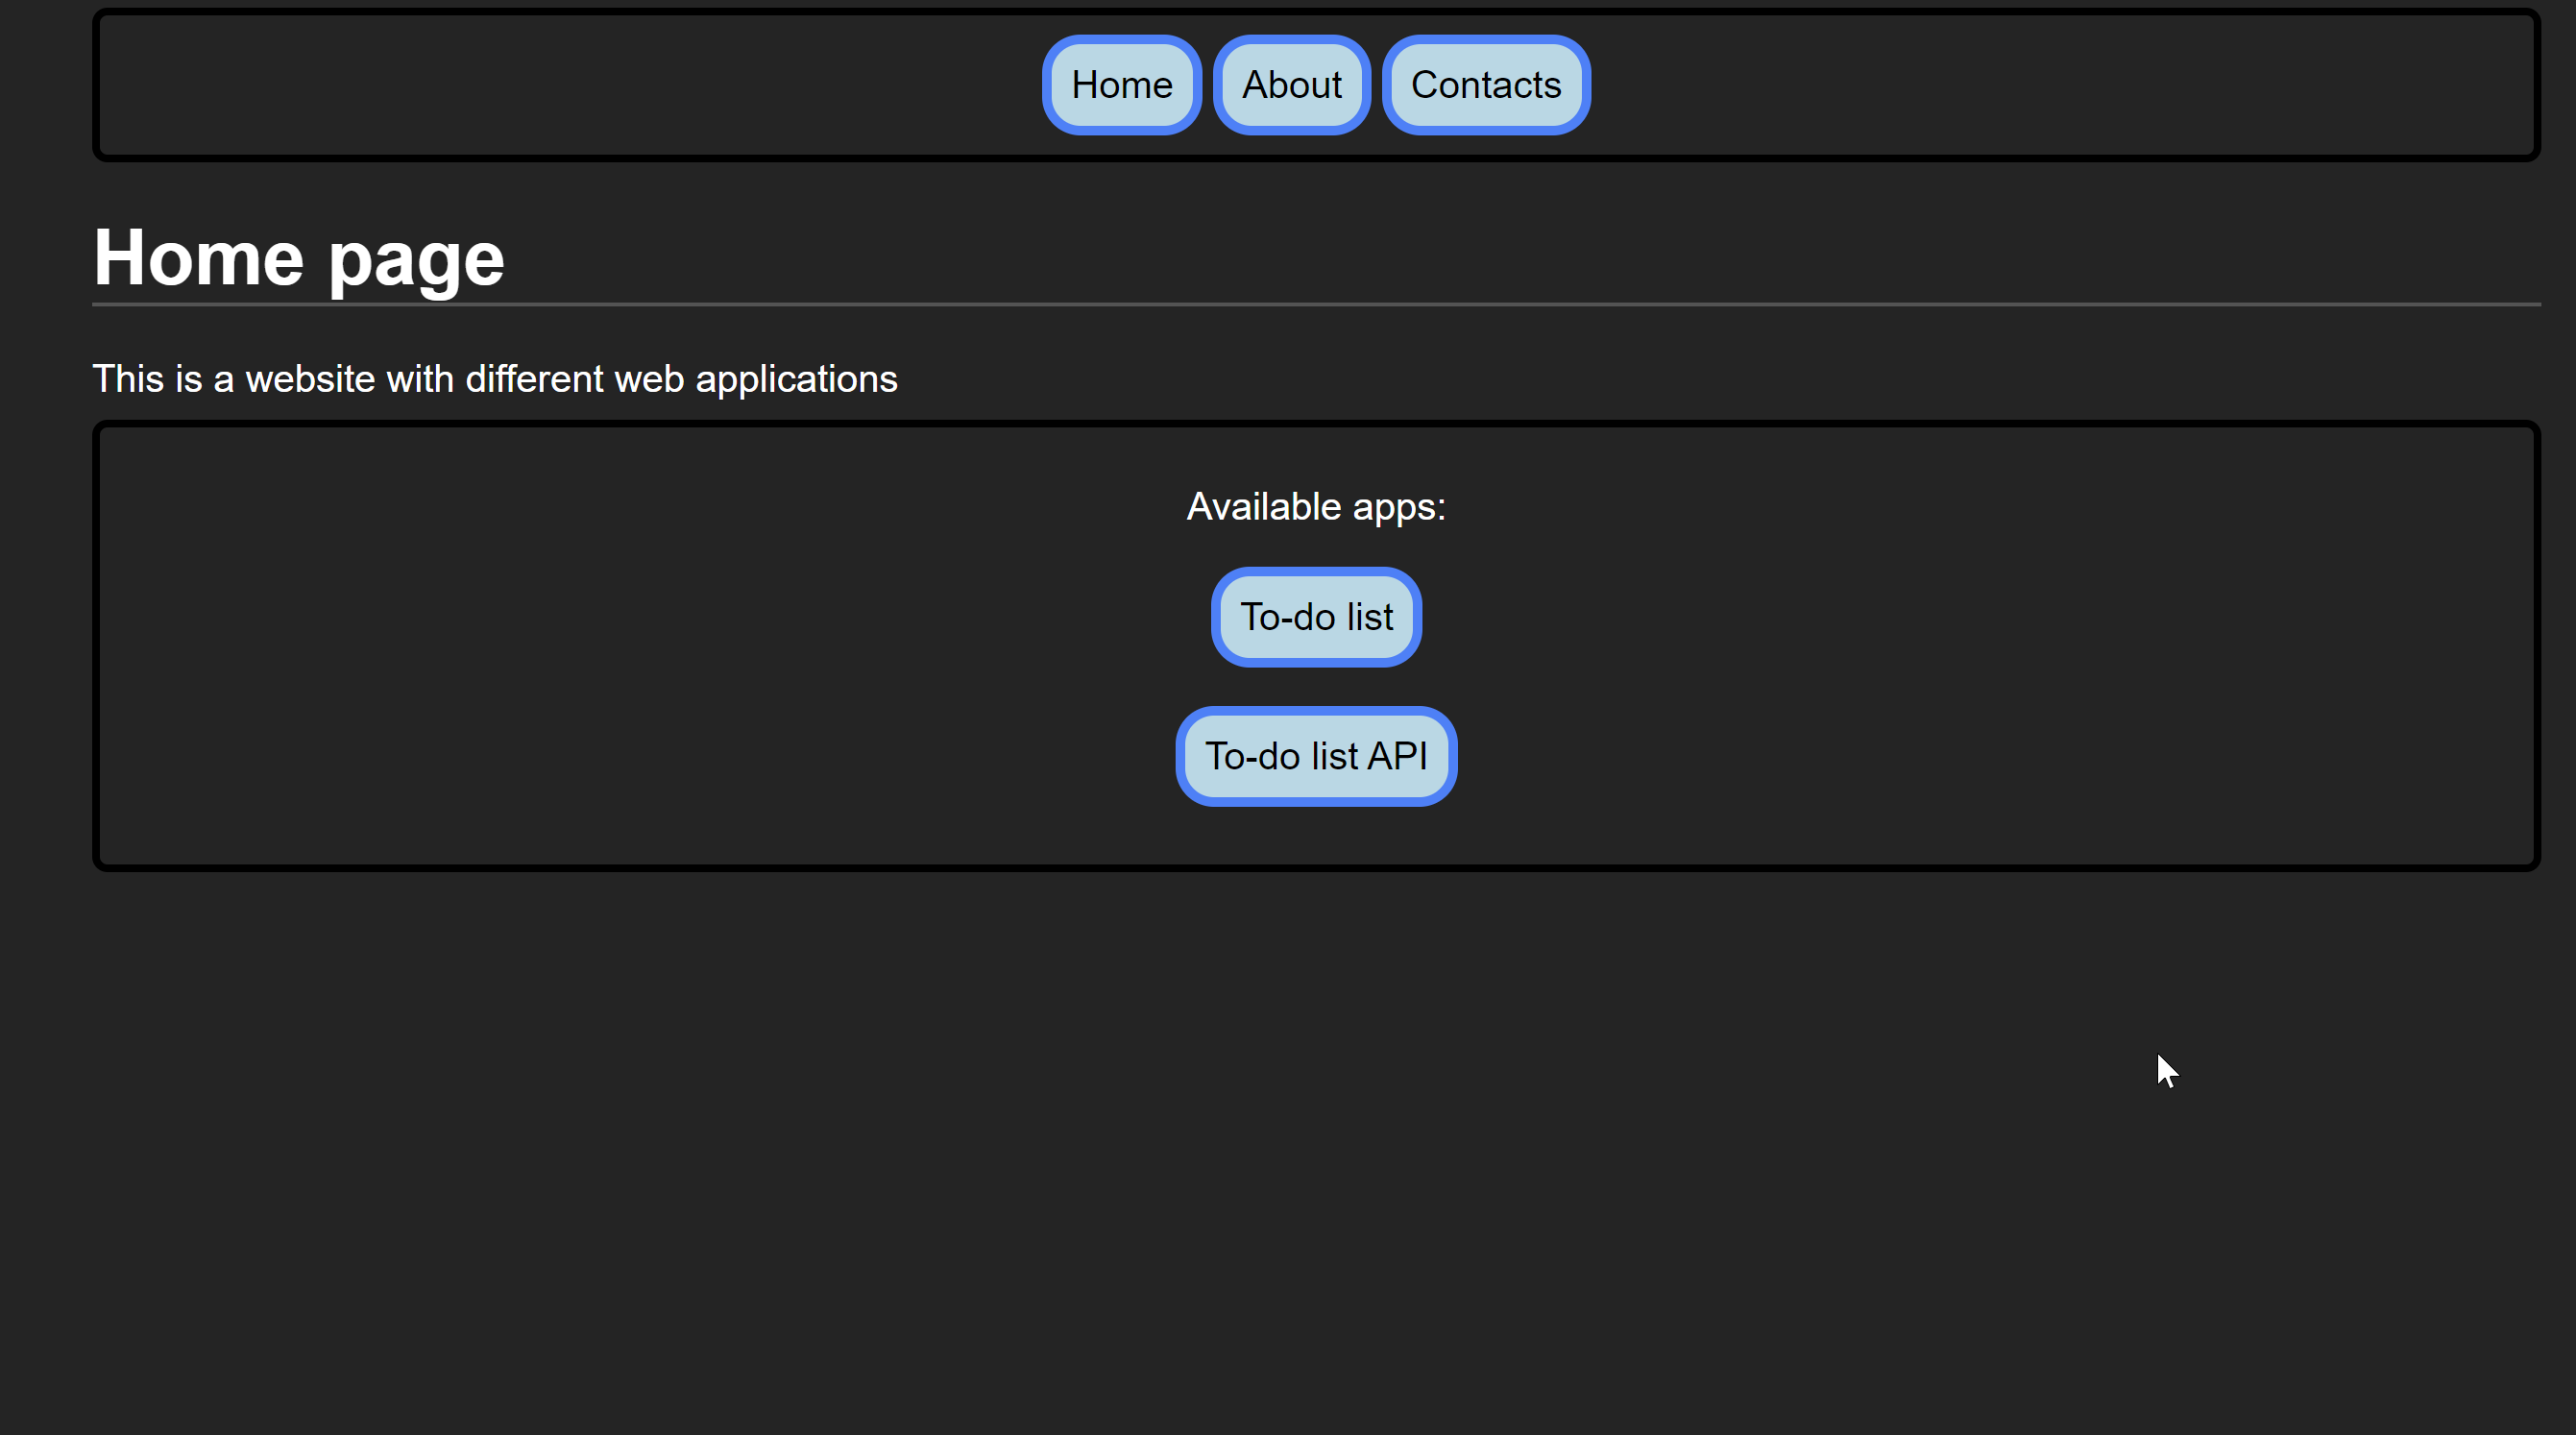 Home About Contacts
Home page
This is a website with different web applications
Available apps:
To-do list
To-do list API